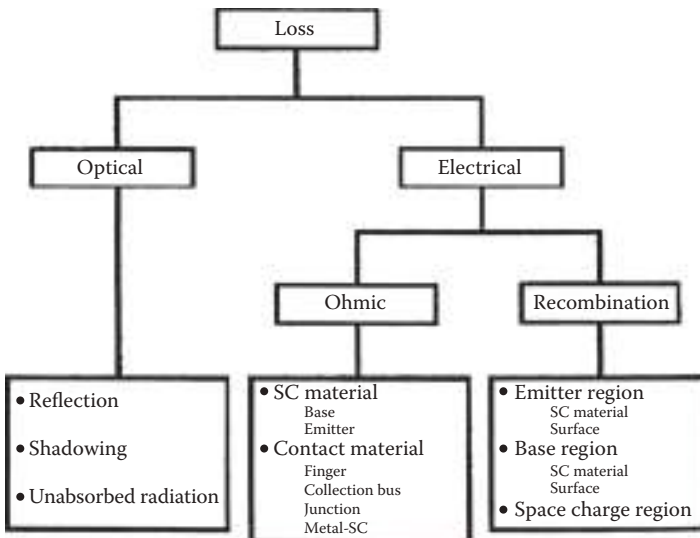 Loss
Optical
Electrical
Ohmic
Recombination
• Reflection
• Shadowing
• Unabsorbed radiation
• SC material
Base
Emitter
• Contact material
Finger
Collection bus
Junction
Metal-SC
• Emitter region
SC material
Surface
• Base region
SC material
Surface
• Space charge region